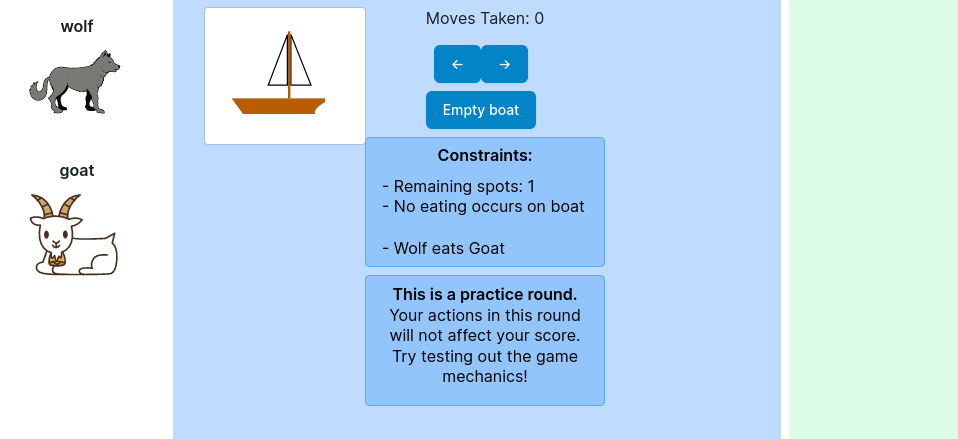 wolf
goat
Moves Taken: 0
← →
Empty boat
Constraints:
- Remaining spots: 1
- No eating occurs on boat
- Wolf eats Goat
This is a practice round.
Your actions in this round
will not affect your score.
Try testing out the game
mechanics!